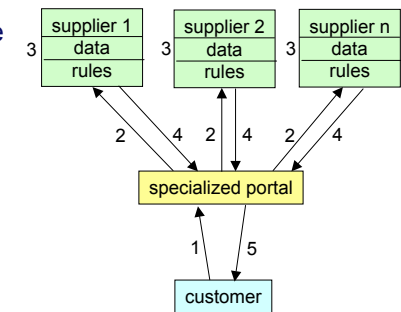 e
supplier 1
supplier 2
supplier n
3
data
3
data
3
data
rules
rules
rules
2
4
2
4
2
4
specialized portal
1
5
customer